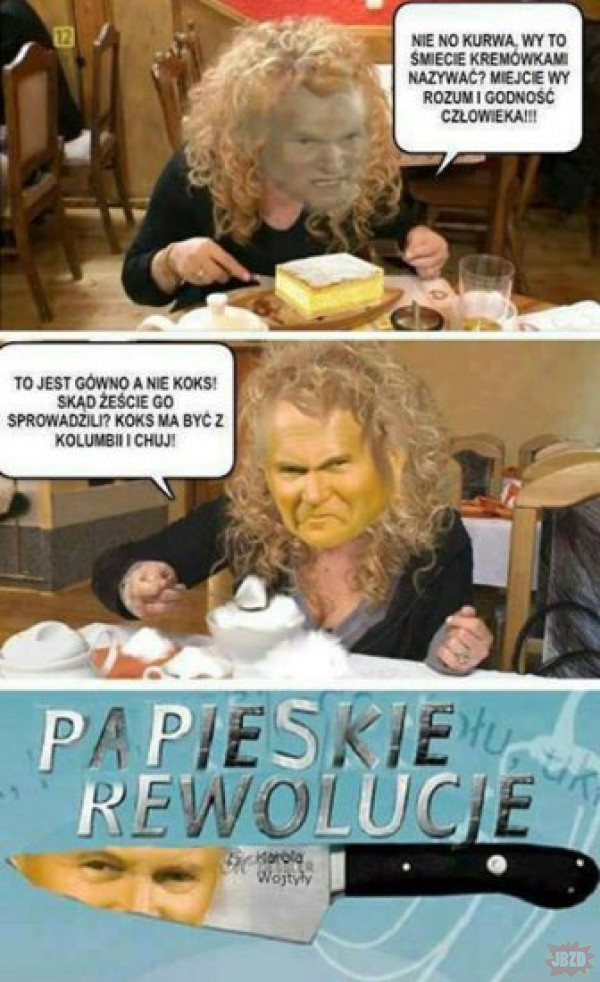 12
NIE NO KURWA, WY TO
ŚMIECIE KREMÓWKAMI
NAZYWAĆ? MIEJCIE WY
ROZUM I GODNOŚĆ
CZŁOWIEKA!!!
TO JEST GÓWNO A NIE KOKS!
SKĄD ŻEŚCIE GO
SPROWADZILI? KOKS MA BYĆ Z
KOLUMBII I CHUJ!
PAPIESKIE
REWOLUCJE
Karola
Wojtyły
JBZD